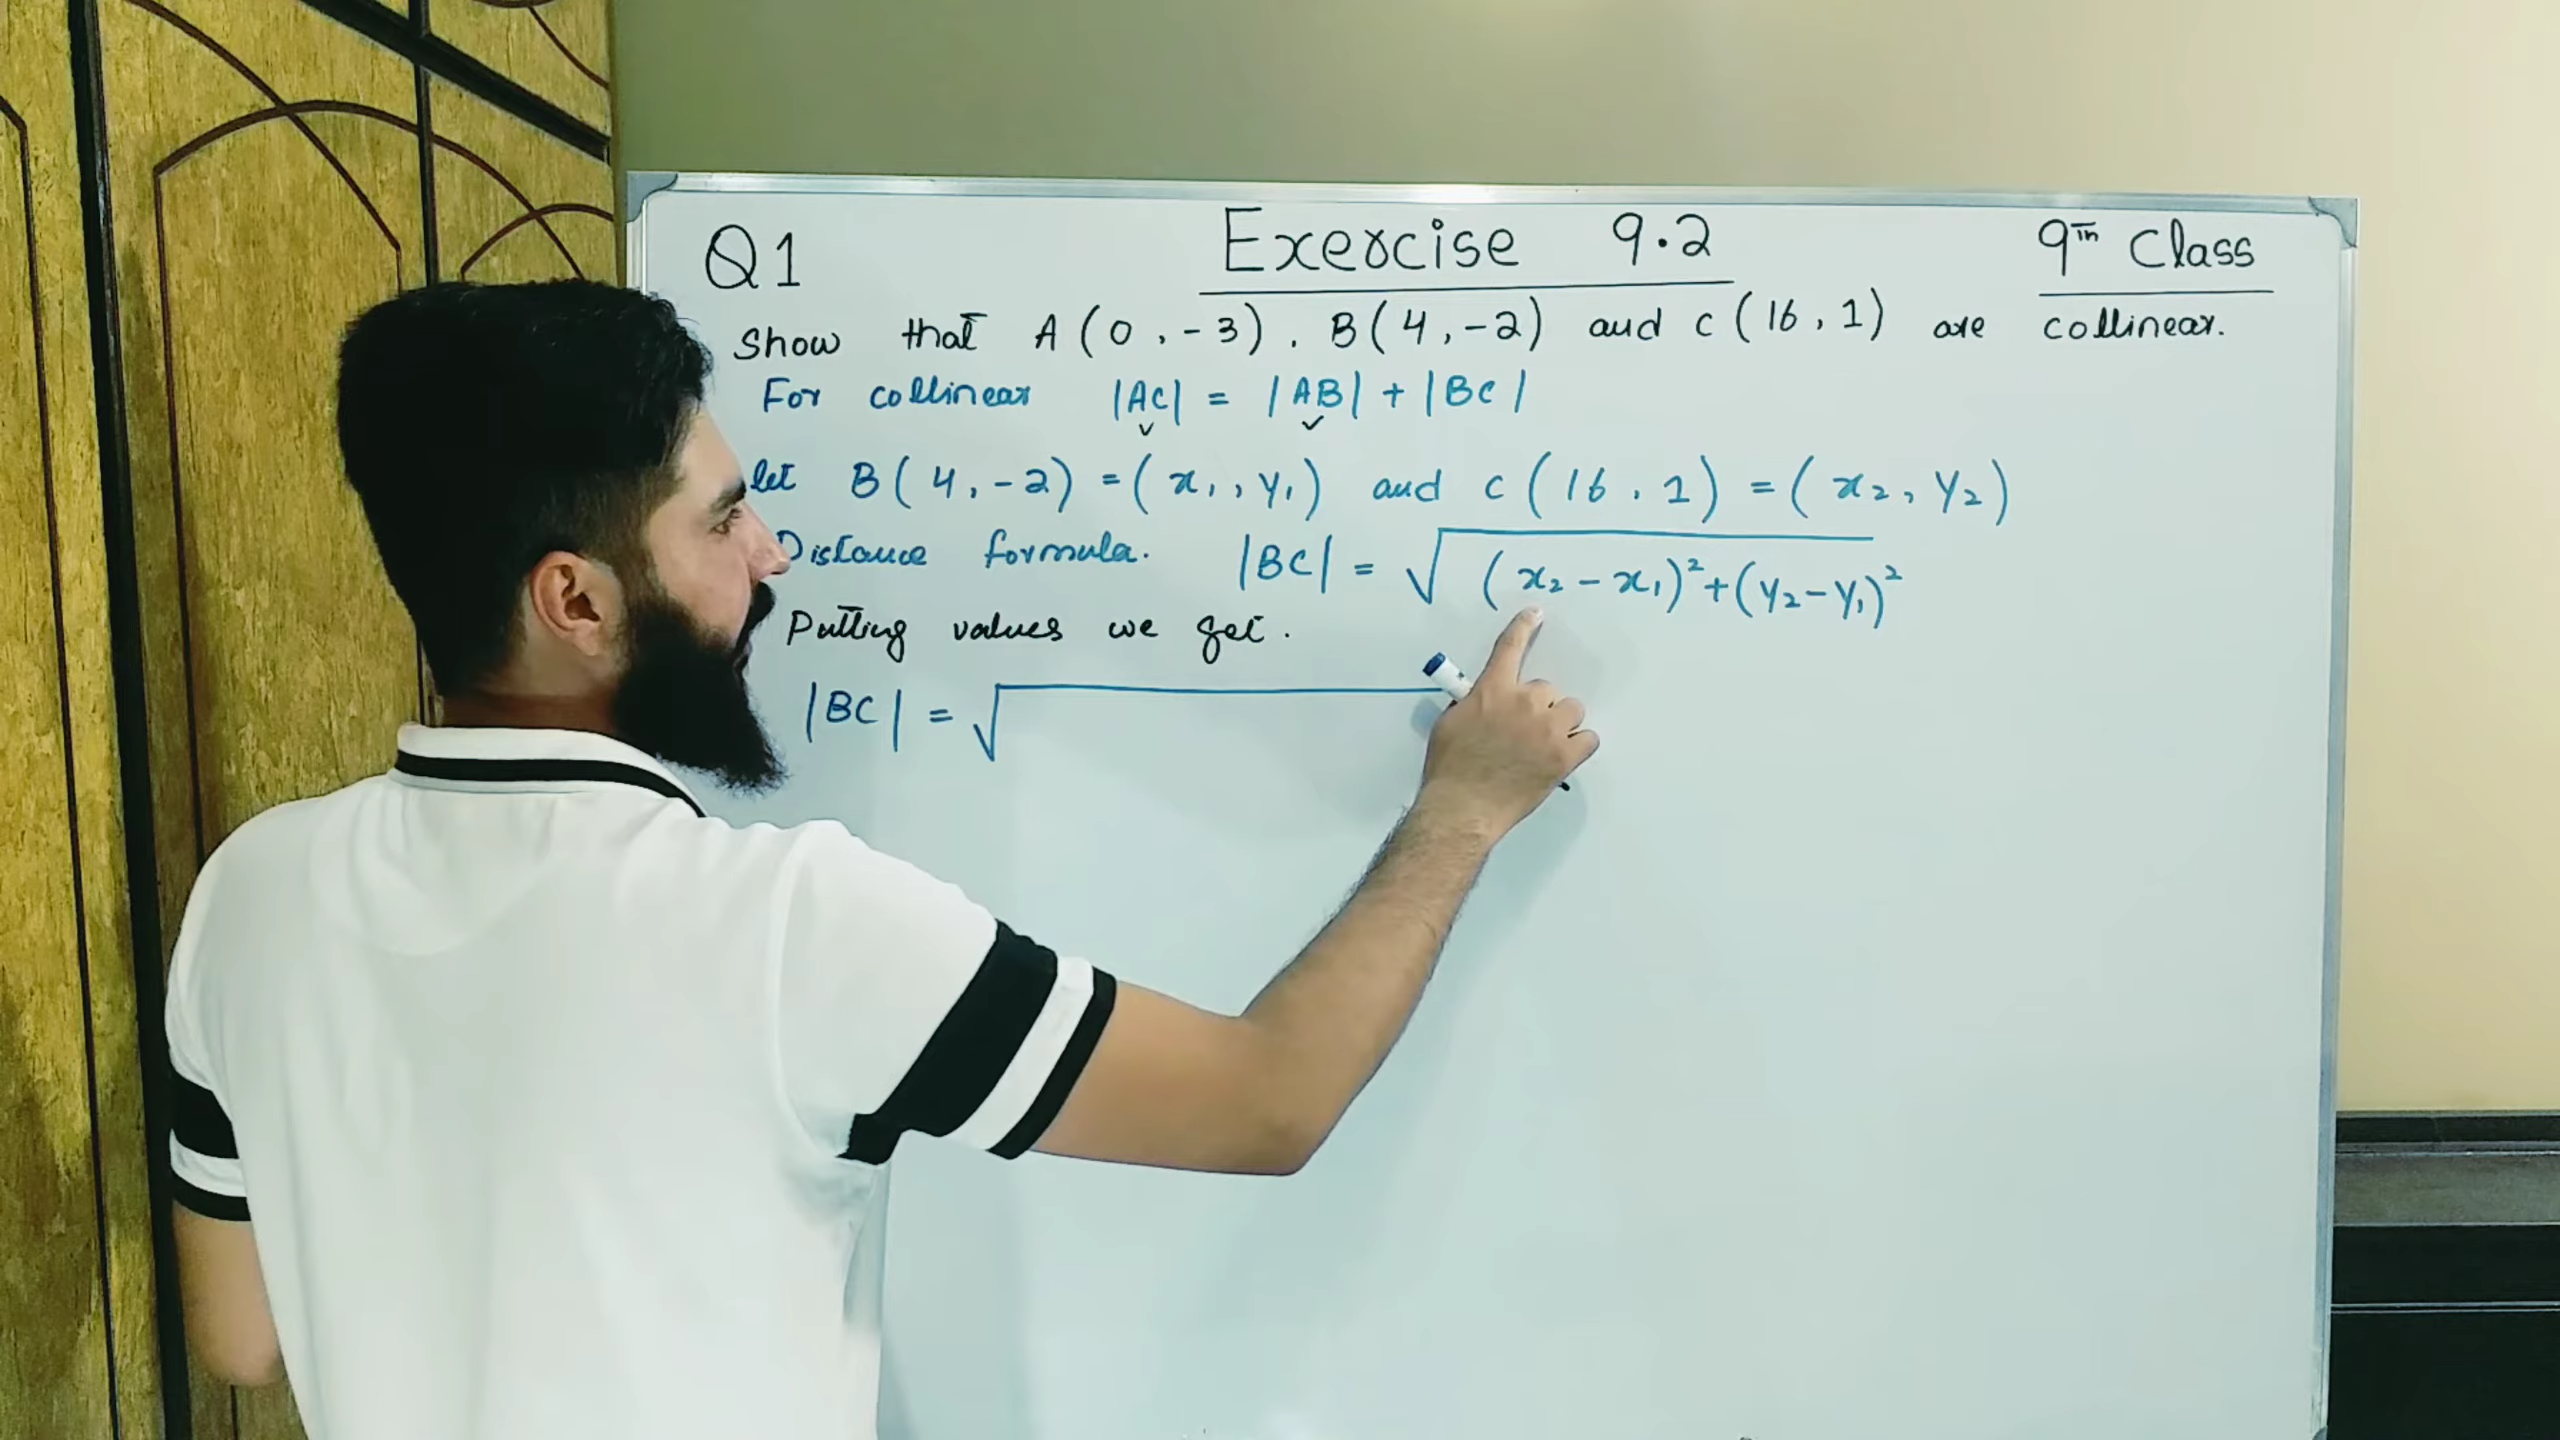 Q1 Exercise 9.2 9th Class
Show that A(0,-3), B(4,-2) and C(16,1) are collinear.
For collinear |AC| = |AB| + |BC|
let B(4,-2) = (x₁, y₁) and C(16,1) = (x₂, y₂)
Distance formula. |BC| = √(x₂-x₁)²+(y₂-y₁)²
Putting values we get.
|BC| = √